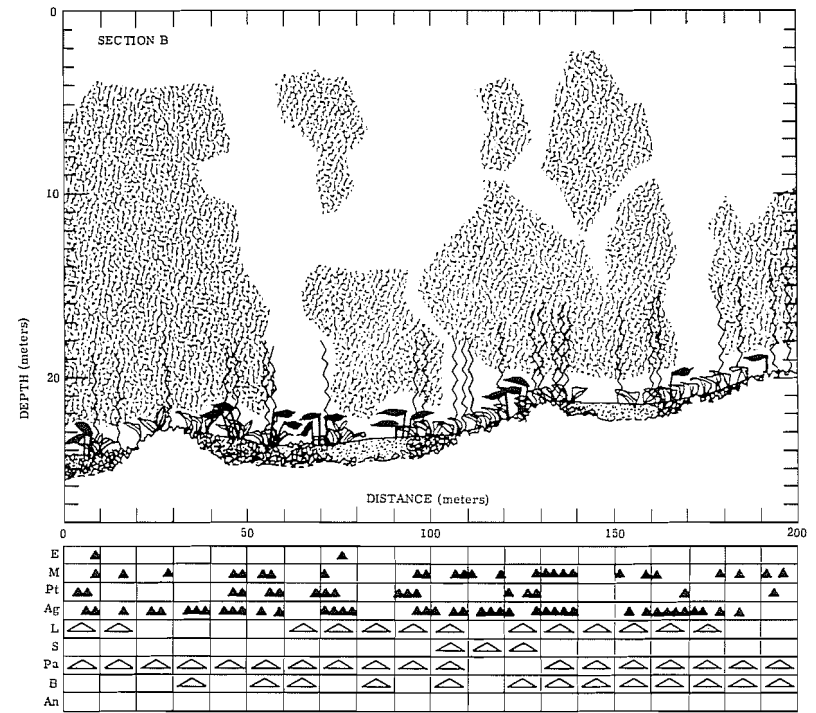 0
SECTION B
10
20
DEPTH (meters)
DISTANCE (meters)
0 50 100 150 200
E
M
Pt
Ag
L
S
Pa
B
An